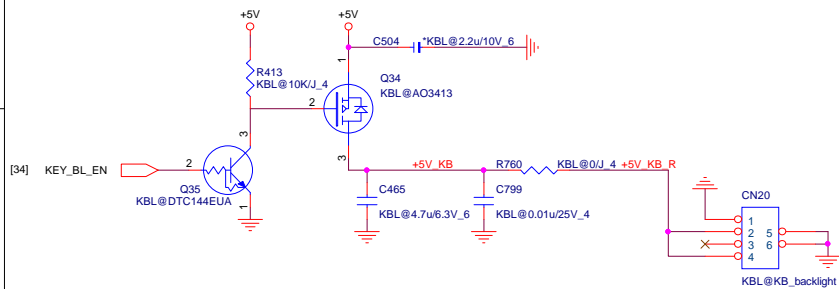 +5V
+5V
C504
*KBL@2.2u/10V_6
R413
KBL@10K/J_4
1
Q34
KBL@AO3413
2
3
3
[34]
KEY_BL_EN
2
Q35
KBL@DTC144EUA
1
+5V_KB
R760
KBL@0/J_4
+5V_KB_R
C465
KBL@4.7u/6.3V_6
C799
KBL@0.01u/25V_4
CN20
1
2
3
4
5
6
KBL@KB_backlight